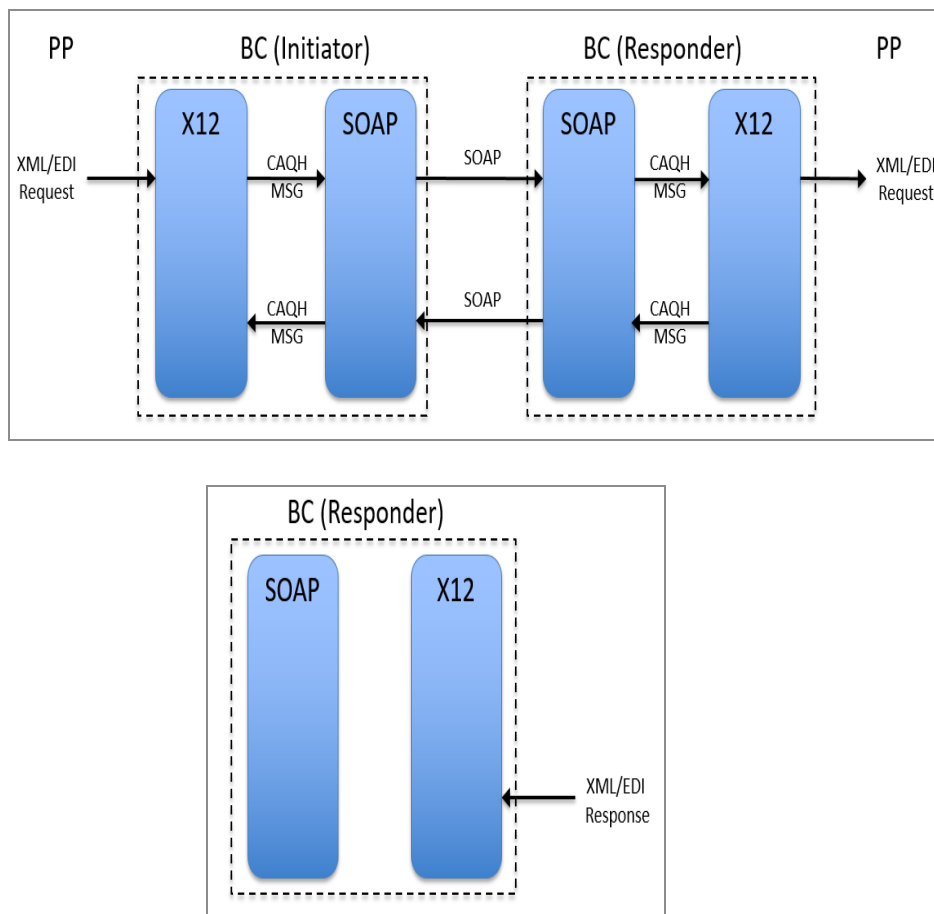 PP
BC (Initiator)
BC (Responder)
PP
X12
SOAP
SOAP
X12
XML/EDI
Request
CAQH
MSG
SOAP
CAQH
MSG
XML/EDI
Request
CAQH
MSG
SOAP
CAQH
MSG
BC (Responder)
SOAP
X12
XML/EDI
Response